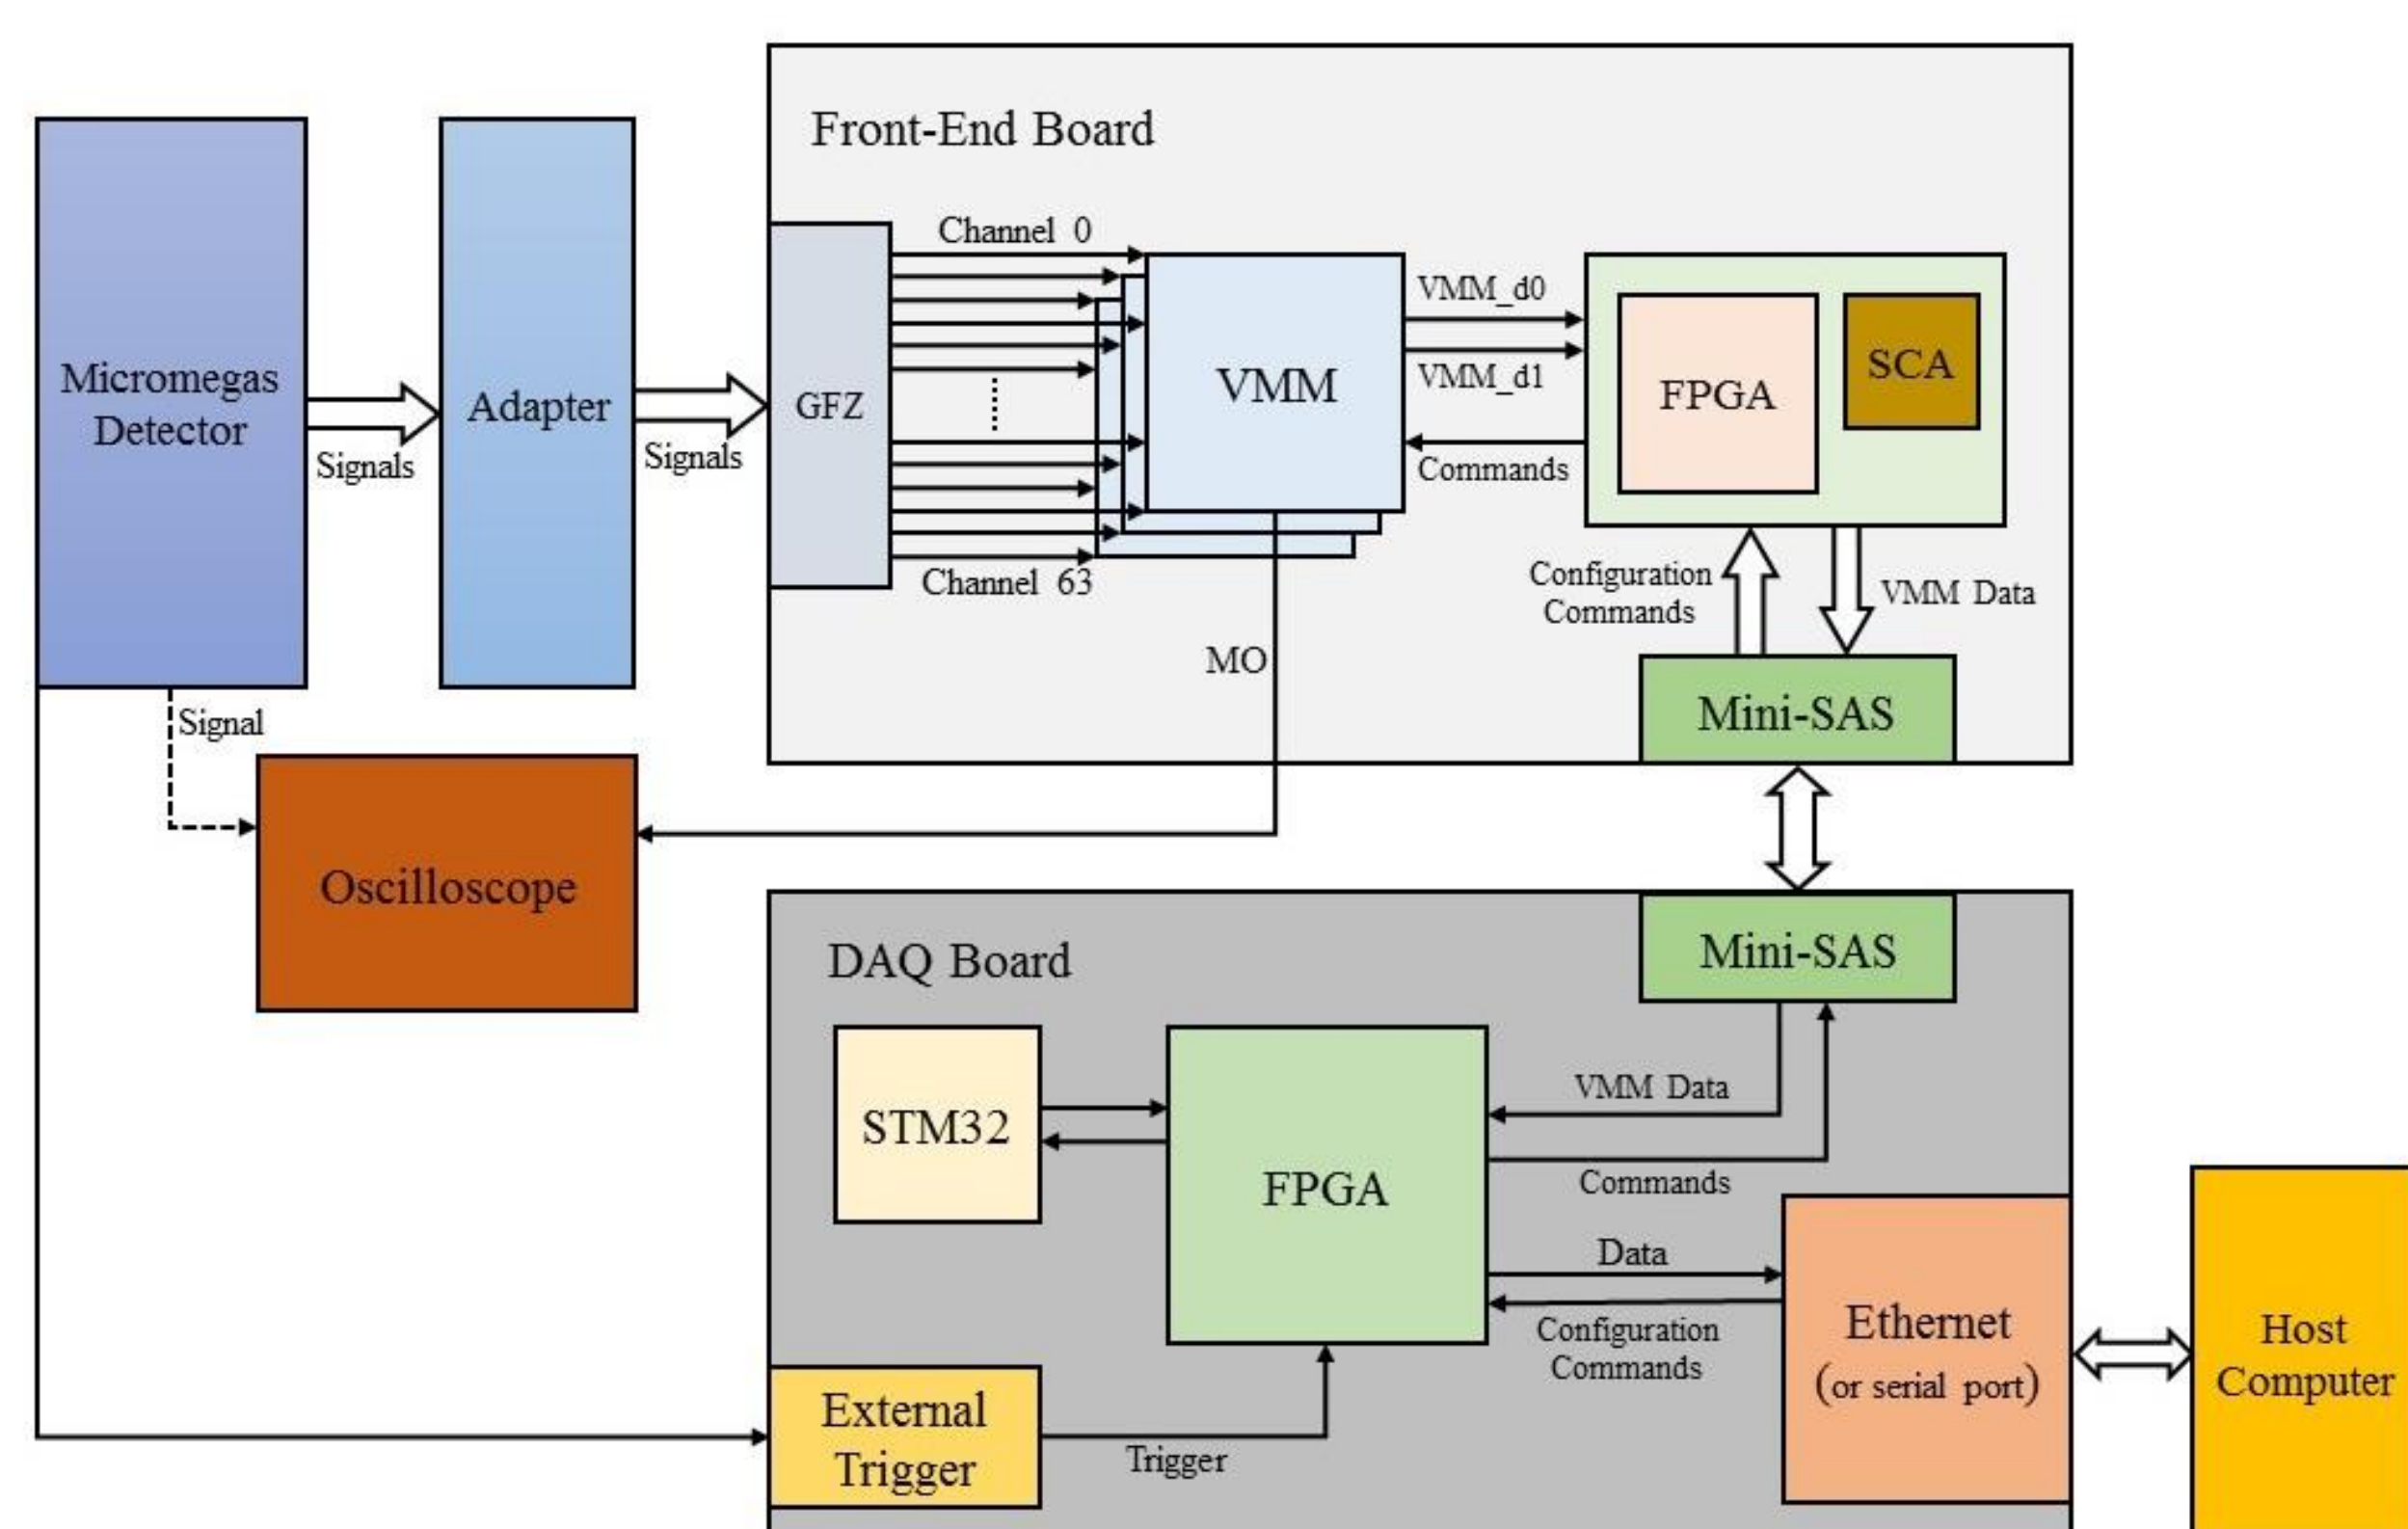 Front-End Board
Micromegas
Detector
Signals
Adapter
Signals
GFZ
Channel 0
Channel 63
VMM
VMM_d0
VMM_d1
Commands
FPGA
SCA
Configuration
Commands
VMM Data
MO
Mini-SAS
Signal
Oscilloscope
DAQ Board
Mini-SAS
STM32
FPGA
VMM Data
Commands
Data
Configuration
Commands
Ethernet
(or serial port)
Host
Computer
External
Trigger
Trigger